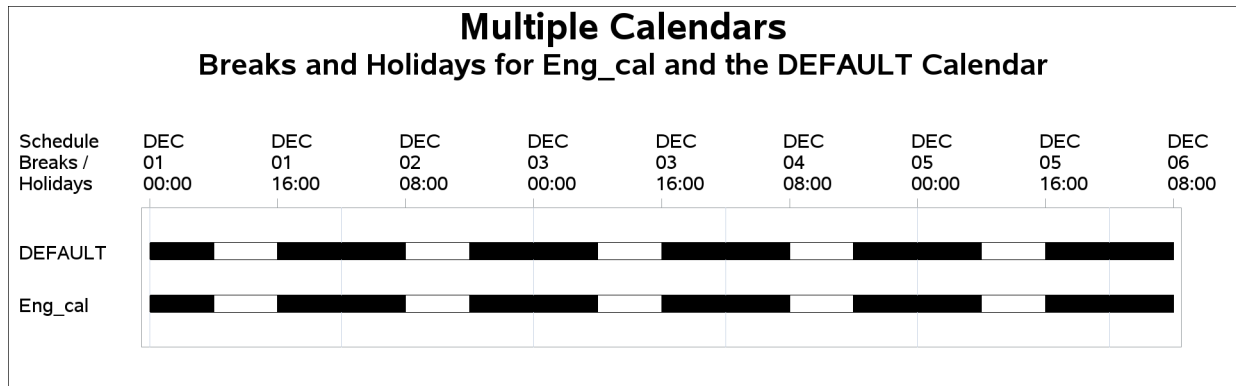 Multiple Calendars
Breaks and Holidays for Eng_cal and the DEFAULT Calendar
Schedule DEC DEC DEC DEC DEC DEC DEC DEC DEC
Breaks / 01 01 02 03 03 04 05 05 06
Holidays 00:00 16:00 08:00 00:00 16:00 08:00 00:00 16:00 08:00
DEFAULT
Eng_cal